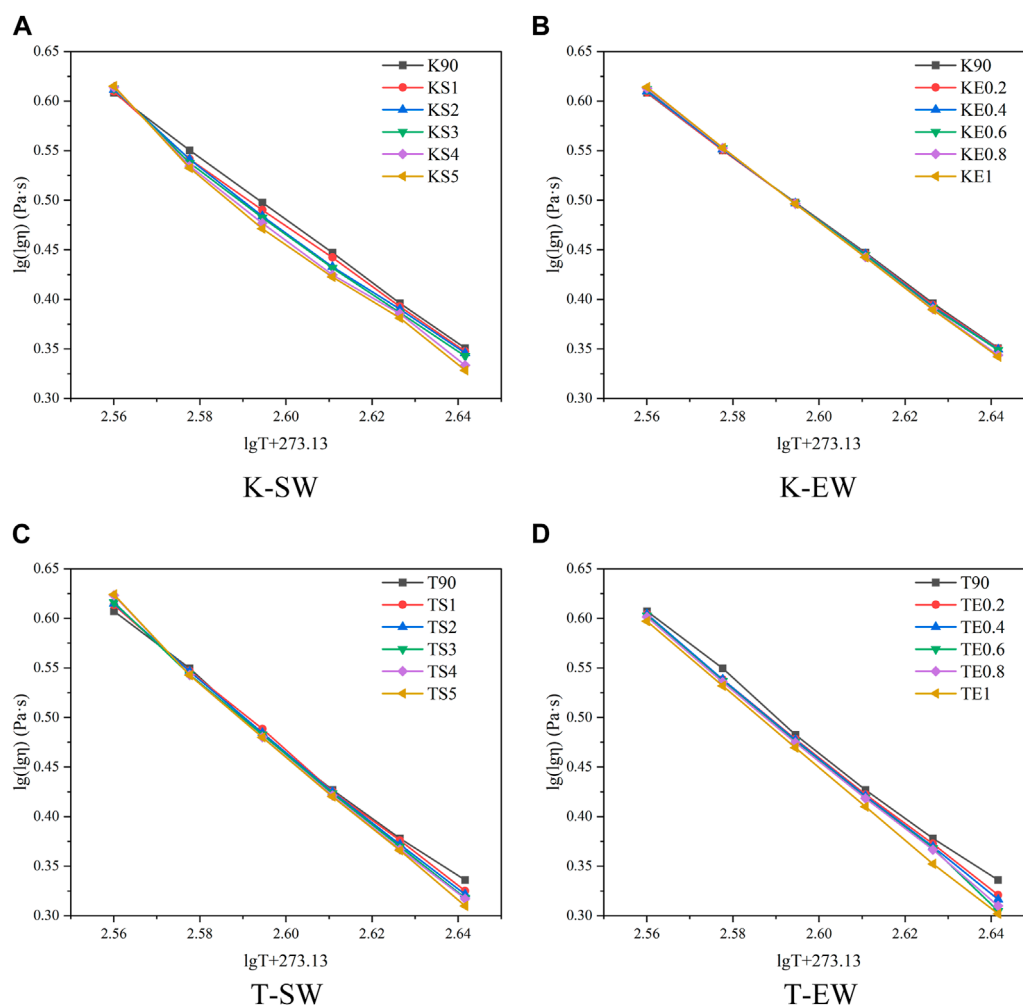 A
0.65
0.60
0.55
0.50
0.45
0.40
0.35
0.30
lg(lgη) (Pa·s)
K90
KS1
KS2
KS3
KS4
KS5
2.56 2.58 2.60 2.62 2.64
lgT+273.13
K-SW
B
0.65
0.60
0.55
0.50
0.45
0.40
0.35
0.30
lg(lgη) (Pa·s)
K90
KE0.2
KE0.4
KE0.6
KE0.8
KE1
2.56 2.58 2.60 2.62 2.64
lgT+273.13
K-EW
C
0.65
0.60
0.55
0.50
0.45
0.40
0.35
0.30
lg(lgη) (Pa·s)
T90
TS1
TS2
TS3
TS4
TS5
2.56 2.58 2.60 2.62 2.64
lgT+273.13
T-SW
D
0.65
0.60
0.55
0.50
0.45
0.40
0.35
0.30
lg(lgη) (Pa·s)
T90
TE0.2
TE0.4
TE0.6
TE0.8
TE1
2.56 2.58 2.60 2.62 2.64
lgT+273.13
T-EW